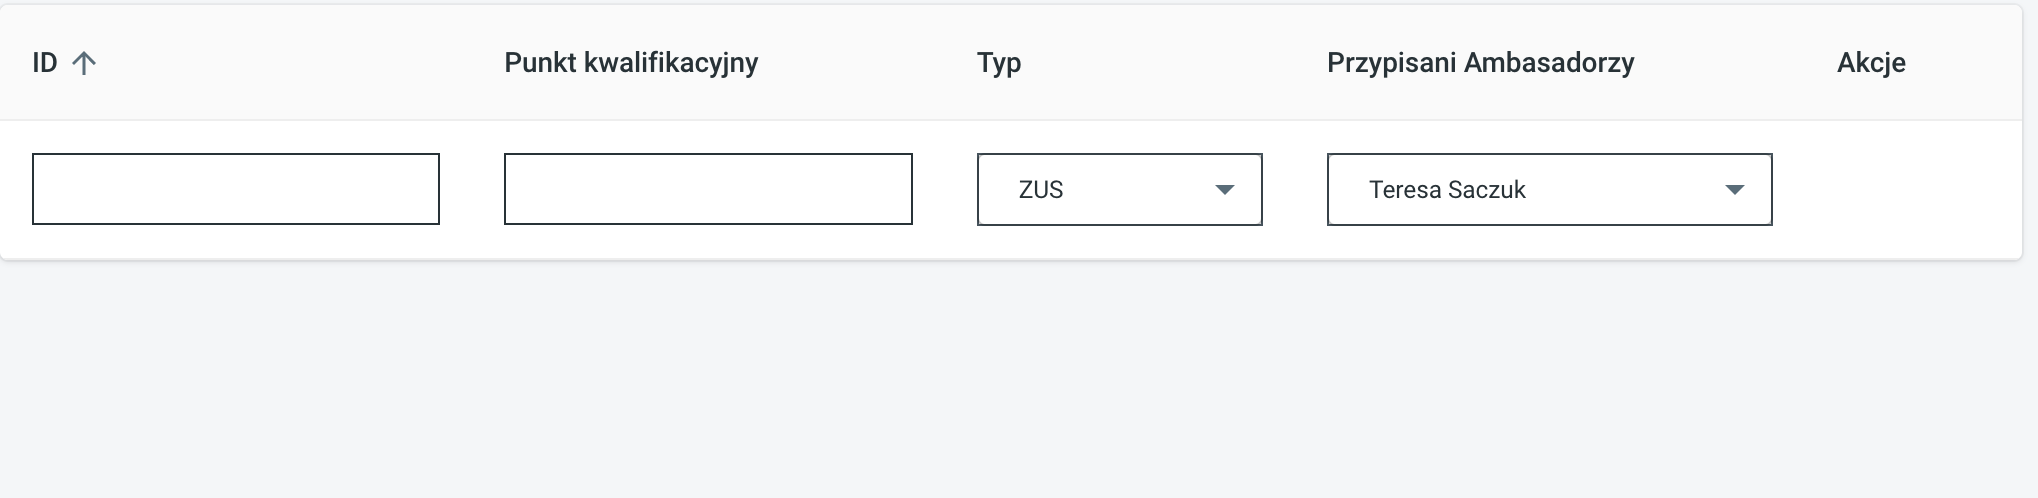 ID Punkt kwalifikacyjny Typ Przypisani Ambasadorzy Akcje
ZUS Teresa Saczuk